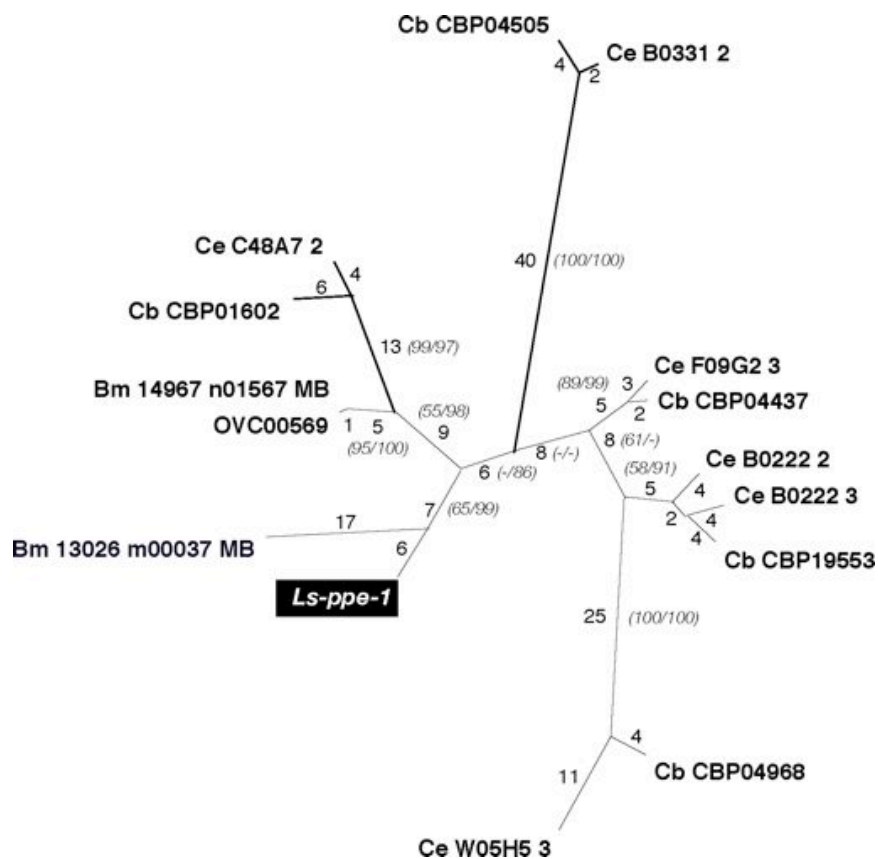 Cb CBP04505
Ce B0331 2
4
2
Ce C48A7 2
4
6
Cb CBP01602
40 (100/100)
13 (99/97)
Bm 14967 n01567 MB
OVC00569
1
5
(95/100)
(55/98)
9
(89/99)
5
3
2
Ce F09G2 3
Cb CBP04437
6 (-/86)
8 (-/-)
8 (61/-)
(58/91)
5
Ce B0222 2
4
Ce B0222 3
2
4
4
Cb CBP19553
7 (65/99)
17
Bm 13026 m00037 MB
6
Ls-ppe-1
25 (100/100)
4
Cb CBP04968
11
Ce W05H5 3